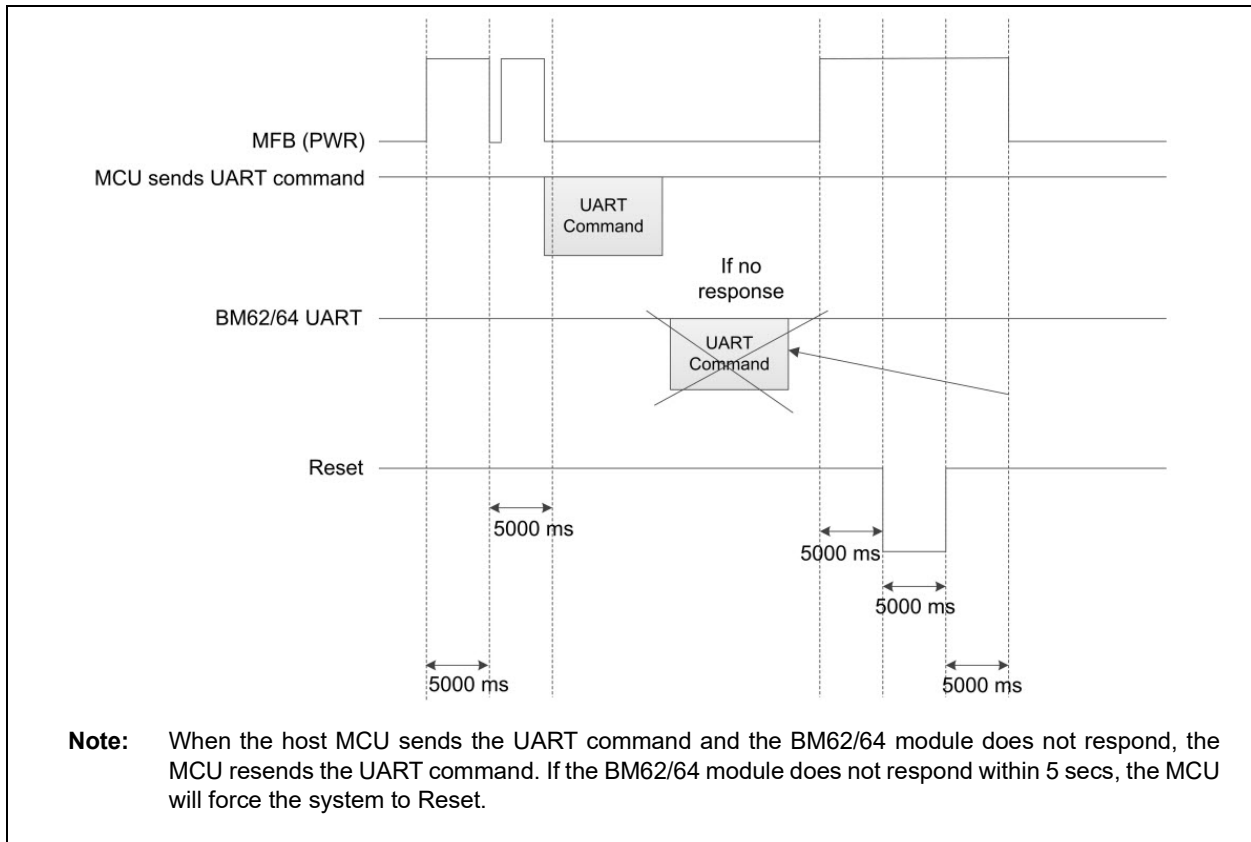 MFB (PWR)
MCU sends UART command
UART
Command
If no
response
BM62/64 UART
UART
Command
Reset
5000 ms
5000 ms
5000 ms
5000 ms
5000 ms
Note: When the host MCU sends the UART command and the BM62/64 module does not respond, the
MCU resends the UART command. If the BM62/64 module does not respond within 5 secs, the MCU
will force the system to Reset.